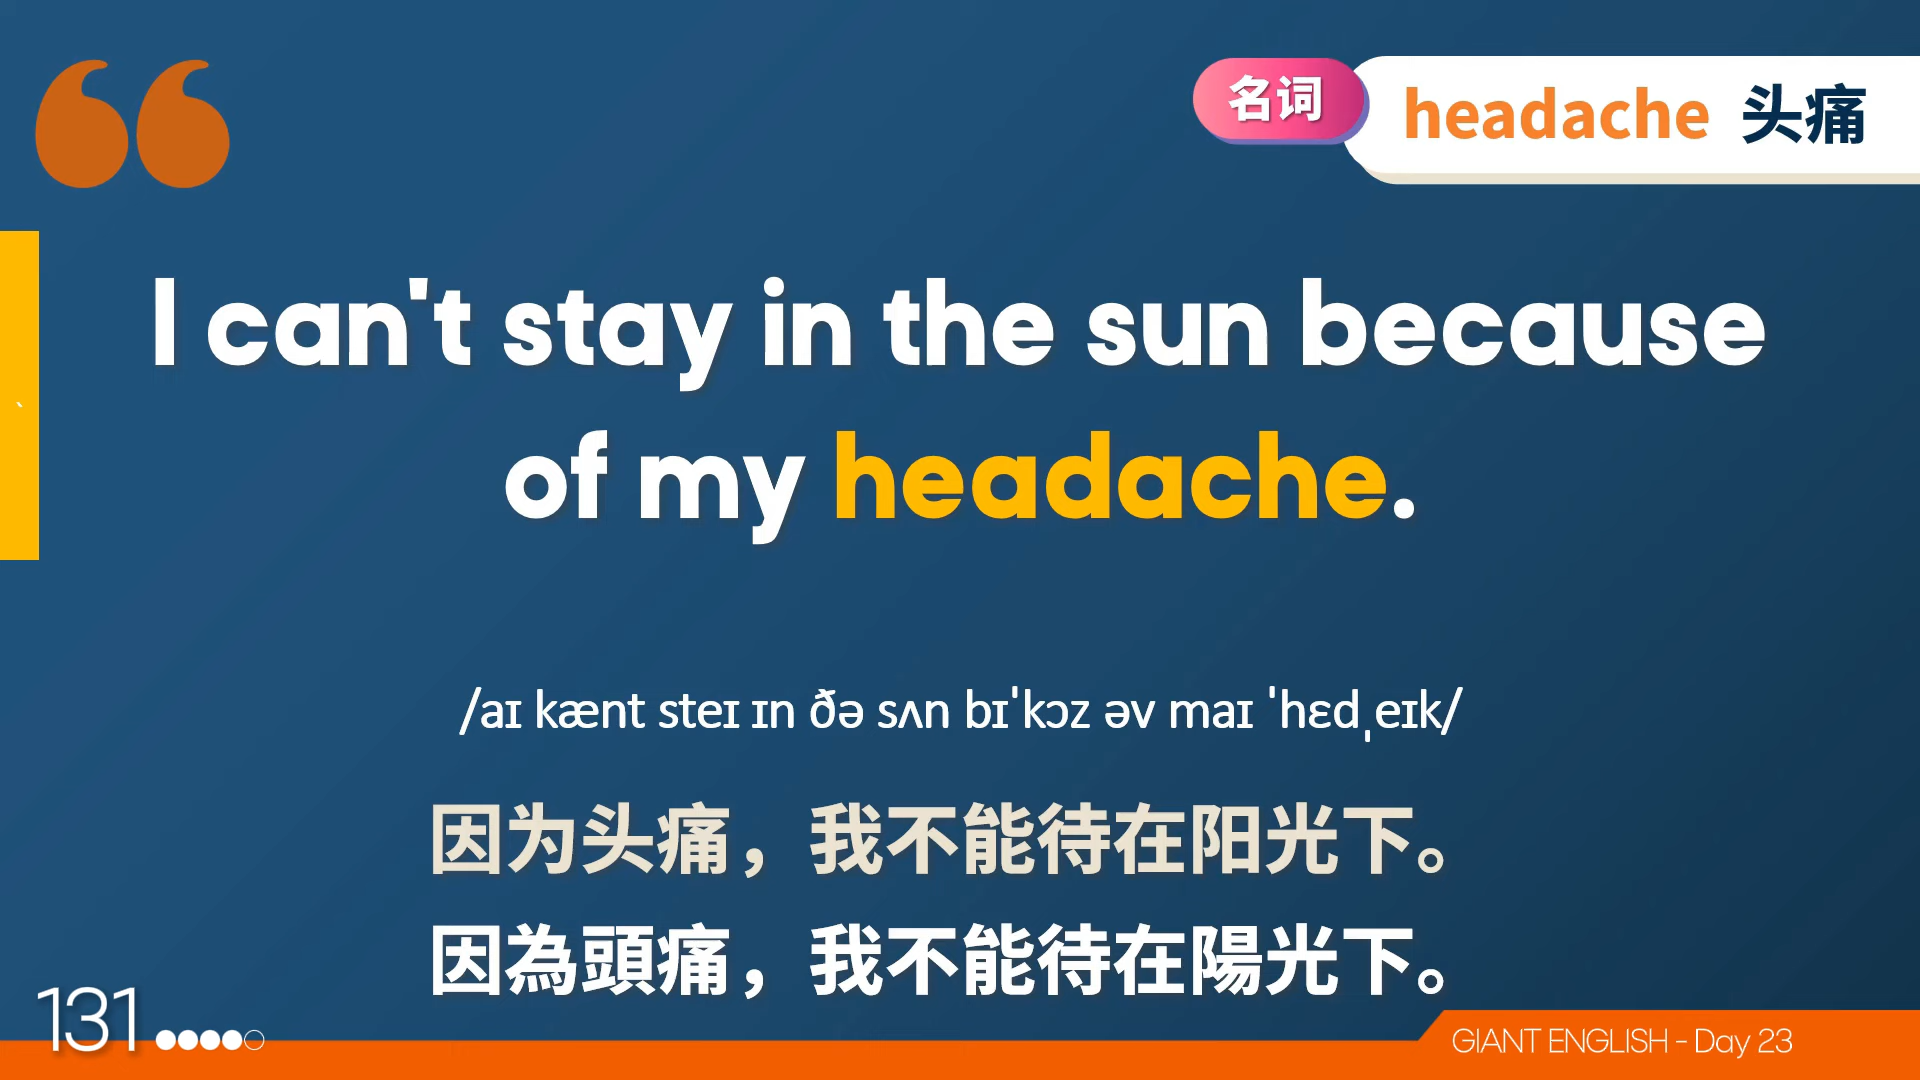 名词
headache 头痛
I can't stay in the sun because
of my headache.
/aɪ kænt steɪ ɪn ðə sʌn bɪˈkɔz əv maɪ ˈhɛdˌeɪk/
因为头痛，我不能待在阳光下。
因為頭痛，我不能待在陽光下。
131
GIANT ENGLISH - Day 23